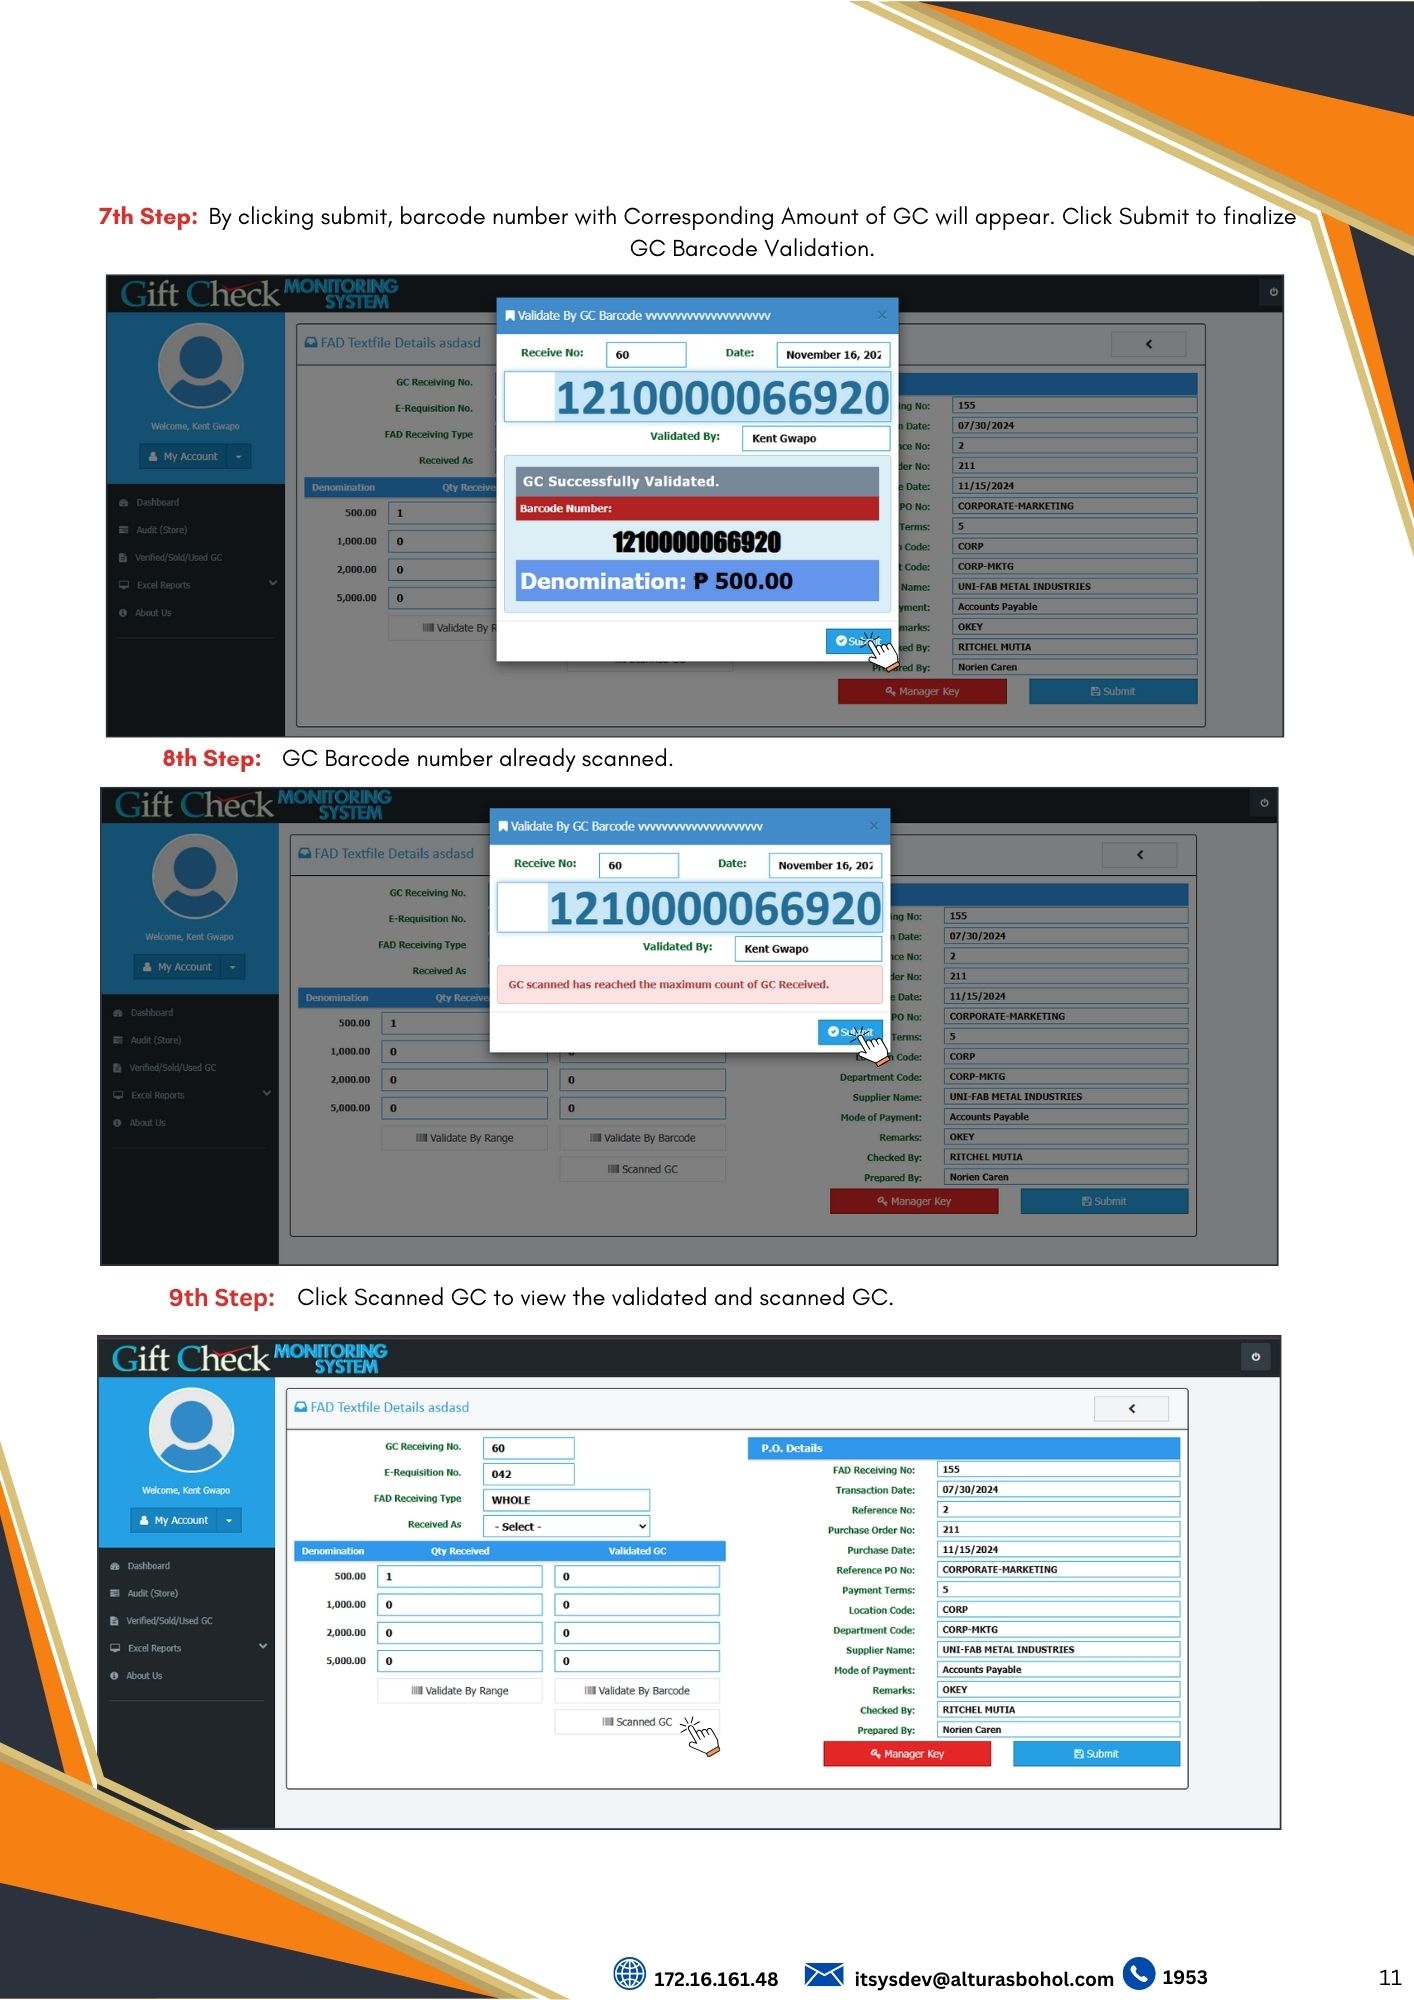 7th Step: By clicking submit, barcode number with Corresponding Amount of GC will appear. Click Submit to finalize
GC Barcode Validation.
Gift Check MONITORING SYSTEM
Validate By GC Barcode vvvvvvvvvvvvvvvvvvv
Receive No: 60 Date: November 16, 202
FAD Textfile Details asdasd
1210000066920
GC Receiving No.
E-Requisition No. ing No: 155
Welcome, Kent Gwapo n Date: 07/30/2024
FAD Receiving Type Validated By: Kent Gwapo nce No: 2
My Account Received As der No: 211
Denomination Qty Receive GC Successfully Validated. e Date: 11/15/2024
Dashboard Barcode Number: PO No: CORPORATE-MARKETING
500.00 1 Terms: 5
Audit (Store) 1,000.00 0 1210000066920 n Code: CORP
Verified/Sold/Used GC 2,000.00 0 t Code: CORP-MKTG
Excel Reports Denomination: ₱ 500.00 Name: UNI-FAB METAL INDUSTRIES
5,000.00 0 yment: Accounts Payable
About Us Validate By R marks: OKEY
Submit ked By: RITCHEL MUTIA
Prepared By: Norien Caren
Manager Key Submit
8th Step: GC Barcode number already scanned.
Gift Check MONITORING SYSTEM
Validate By GC Barcode vvvvvvvvvvvvvvvvvvv
FAD Textfile Details asdasd
Receive No: 60 Date: November 16, 202
GC Receiving No.
1210000066920
E-Requisition No. ing No: 155
Welcome, Kent Gwapo n Date: 07/30/2024
FAD Receiving Type Validated By: Kent Gwapo nce No: 2
My Account Received As der No: 211
GC scanned has reached the maximum count of GC Received.
Denomination Qty Receive e Date: 11/15/2024
Dashboard PO No: CORPORATE-MARKETING
500.00 1 Submit Terms: 5
Audit (Store) 1,000.00 0 0 n Code: CORP
Verified/Sold/Used GC 2,000.00 0 0 Department Code: CORP-MKTG
Excel Reports Supplier Name: UNI-FAB METAL INDUSTRIES
5,000.00 0 0 Mode of Payment: Accounts Payable
About Us Validate By Range Validate By Barcode Remarks: OKEY
Scanned GC Checked By: RITCHEL MUTIA
Prepared By: Norien Caren
Manager Key Submit
9th Step: Click Scanned GC to view the validated and scanned GC.
Gift Check MONITORING SYSTEM
FAD Textfile Details asdasd
GC Receiving No. 60 P.O. Details
E-Requisition No. 042 FAD Receiving No: 155
Welcome, Kent Gwapo Transaction Date: 07/30/2024
FAD Receiving Type WHOLE Reference No: 2
My Account Received As - Select - Purchase Order No: 211
Denomination Qty Received Validated GC Purchase Date: 11/15/2024
Dashboard 500.00 1 0 Reference PO No: CORPORATE-MARKETING
Audit (Store) Payment Terms: 5
1,000.00 0 0 Location Code: CORP
Verified/Sold/Used GC 2,000.00 0 0 Department Code: CORP-MKTG
Excel Reports Supplier Name: UNI-FAB METAL INDUSTRIES
5,000.00 0 0 Mode of Payment: Accounts Payable
About Us Validate By Range Validate By Barcode Remarks: OKEY
Scanned GC Checked By: RITCHEL MUTIA
Prepared By: Norien Caren
Manager Key Submit
172.16.161.48 itsysdev@alturasbohol.com 1953 11